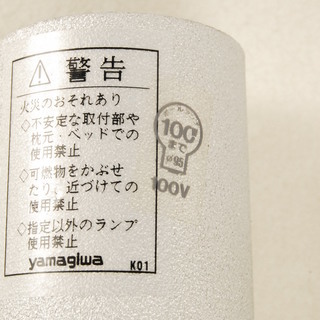 警告
火災のおそれあり
◇不安定な取付部や
枕元・ベッドでの
使用禁止
◇可燃物をかぶせ
たり、近づけての
使用禁止
◇指定以外のランプ
使用禁止
yamagiwa K01
100
まで
φ95
100V